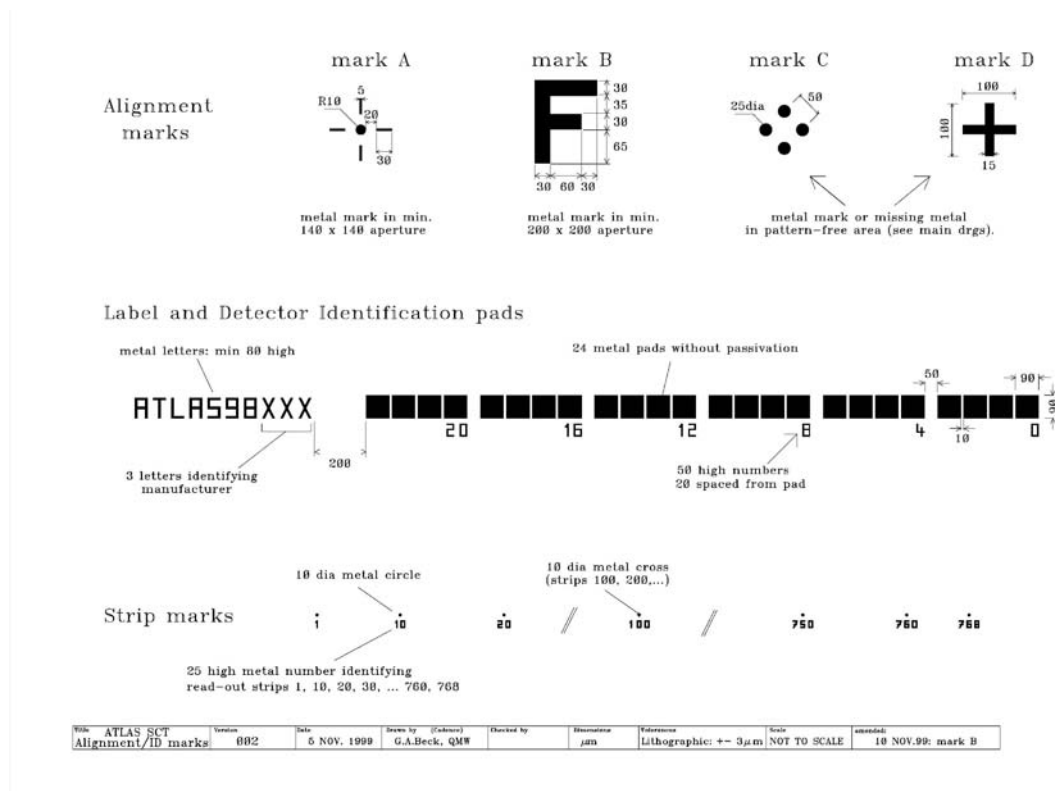 mark A
mark B
mark C
mark D
Alignment
marks
5
R10
20
30
30
35
30
65
30 60 30
25dia
50
100
100
15
metal mark in min.
140 x 140 aperture
metal mark in min.
200 x 200 aperture
metal mark or missing metal
in pattern-free area (see main drgs).
Label and Detector Identification pads
metal letters: min 80 high
24 metal pads without passivation
50
90
90
ATLAS98XXX
20 16 12 8 4 0
10
200
3 letters identifying
manufacturer
50 high numbers
20 spaced from pad
10 dia metal circle
10 dia metal cross
(strips 100, 200,...)
Strip marks
1 10 20 100 750 760 768
25 high metal number identifying
read-out strips 1, 10, 20, 30, ... 760, 768
Title ATLAS SCT
Alignment/ID marks
Version
002
Date
5 NOV. 1999
Drawn by (Cadence)
G.A.Beck, QMW
Checked by
Dimensions
μm
Tolerances
Lithographic: +- 3μm
Scale
NOT TO SCALE
amended:
10 NOV.99: mark B